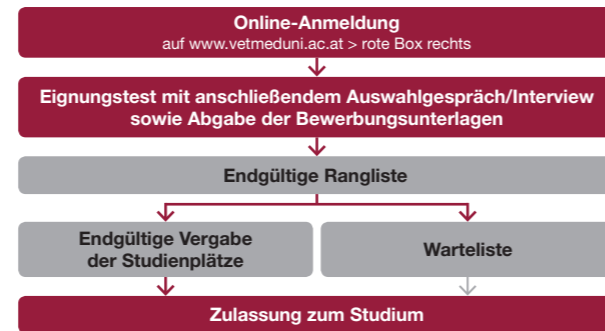 Online-Anmeldung
auf www.vetmeduni.ac.at > rote Box rechts
Eignungstest mit anschließendem Auswahlgespräch/Interview
sowie Abgabe der Bewerbungsunterlagen
Endgültige Rangliste
Endgültige Vergabe
der Studienplätze
Warteliste
Zulassung zum Studium